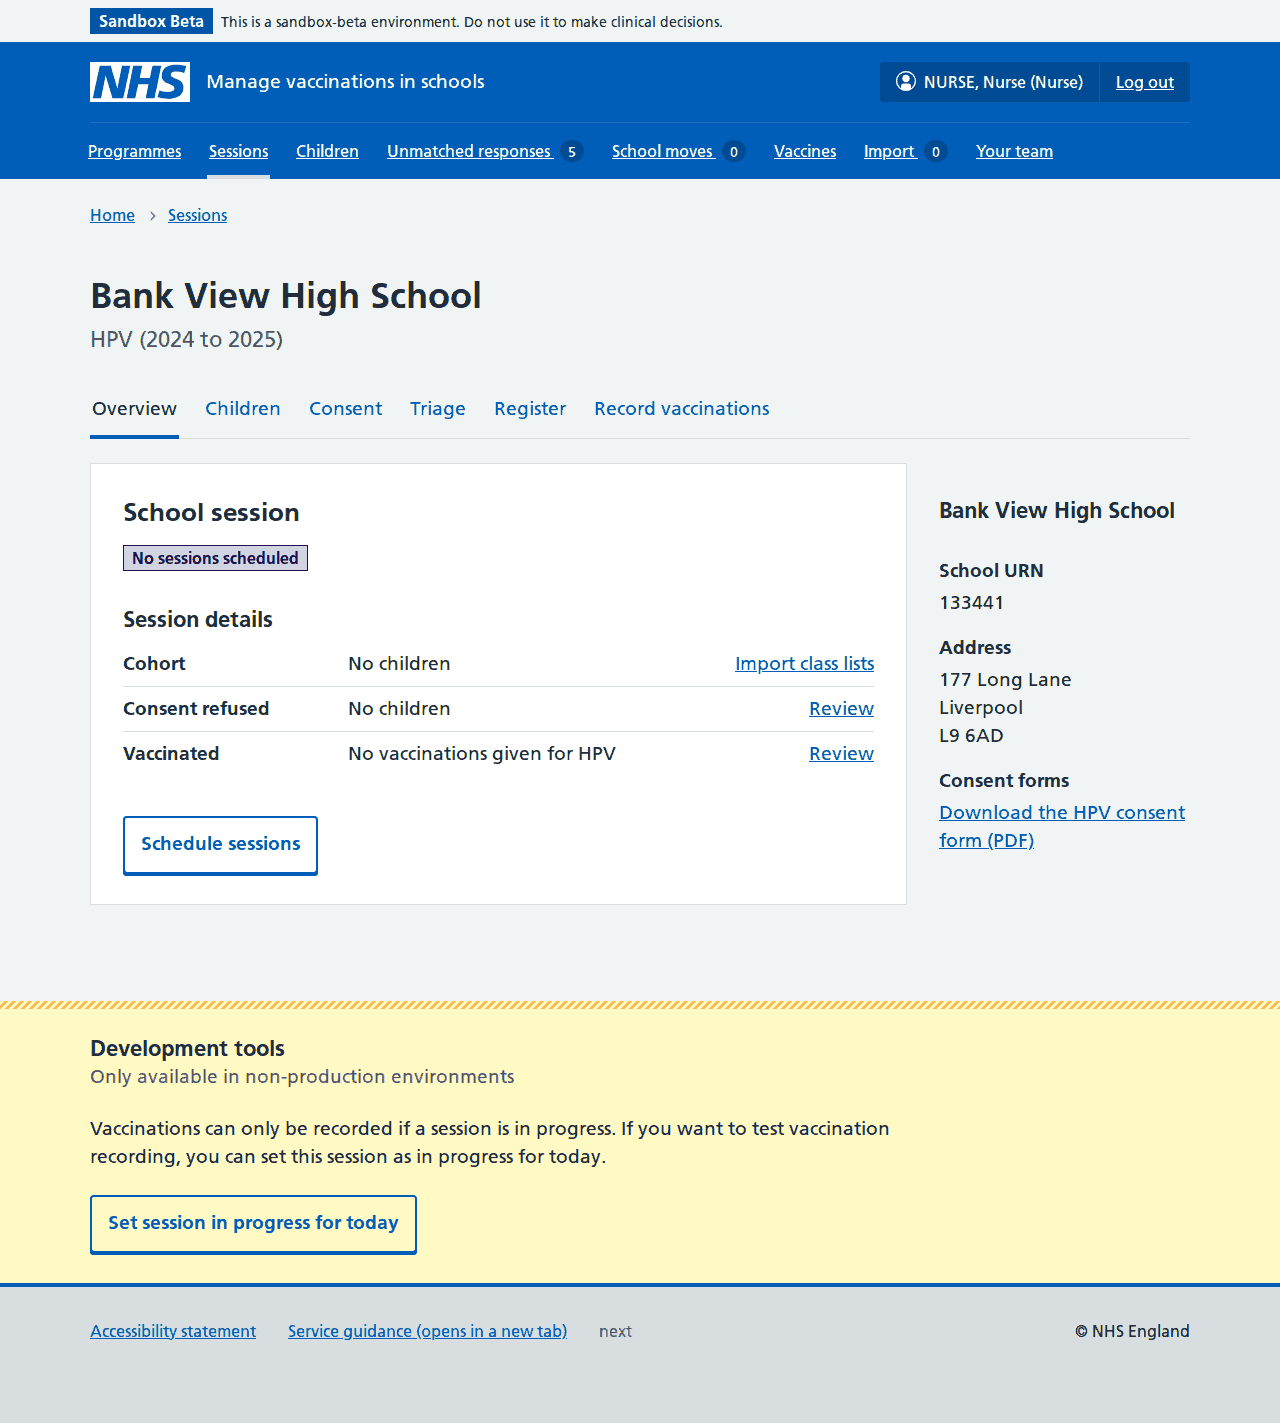 Sandbox Beta This is a sandbox-beta environment. Do not use it to make clinical decisions.
NHS Manage vaccinations in schools NURSE, Nurse (Nurse) Log out
Programmes Sessions Children Unmatched responses 5 School moves 0 Vaccines Import 0 Your team
Home Sessions
Bank View High School
HPV (2024 to 2025)
Overview Children Consent Triage Register Record vaccinations
School session
No sessions scheduled
Session details
Cohort No children Import class lists
Consent refused No children Review
Vaccinated No vaccinations given for HPV Review
Schedule sessions
Bank View High School
School URN
133441
Address
177 Long Lane
Liverpool
L9 6AD
Consent forms
Download the HPV consent
form (PDF)
Development tools
Only available in non-production environments
Vaccinations can only be recorded if a session is in progress. If you want to test vaccination
recording, you can set this session as in progress for today.
Set session in progress for today
Accessibility statement Service guidance (opens in a new tab) next © NHS England